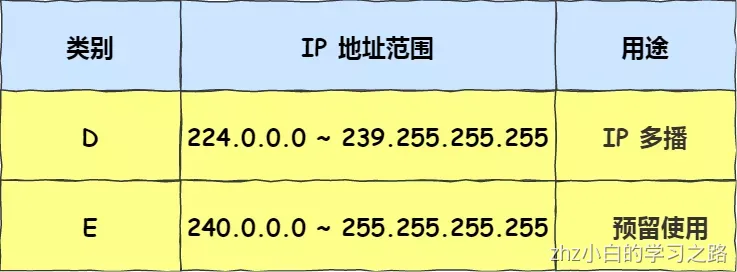 类别 IP 地址范围 用途
D 224.0.0.0 ~ 239.255.255.255 IP 多播
E 240.0.0.0 ~ 255.255.255.255 预留使用
zhz小白的学习之路